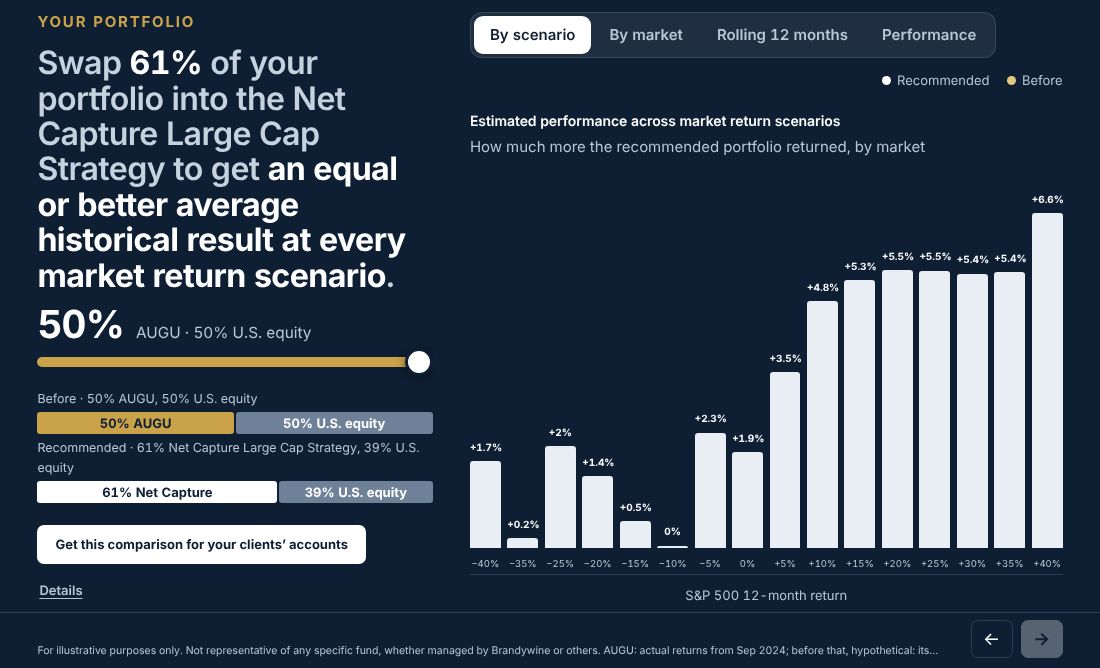 YOUR PORTFOLIO
Swap 61% of your
portfolio into the Net
Capture Large Cap
Strategy to get an equal
or better average
historical result at every
market return scenario.
50% AUGU · 50% U.S. equity
Before · 50% AUGU, 50% U.S. equity
50% AUGU 50% U.S. equity
Recommended · 61% Net Capture Large Cap Strategy, 39% U.S.
equity
61% Net Capture 39% U.S. equity
Get this comparison for your clients’ accounts
Details
By scenario By market Rolling 12 months Performance
Recommended Before
Estimated performance across market return scenarios
How much more the recommended portfolio returned, by market
+1.7% +0.2% +2% +1.4% +0.5% 0% +2.3% +1.9% +3.5% +4.8% +5.3% +5.5% +5.5% +5.4% +5.4% +6.6%
−40% −35% −25% −20% −15% −10% −5% 0% +5% +10% +15% +20% +25% +30% +35% +40%
S&P 500 12-month return
For illustrative purposes only. Not representative of any specific fund, whether managed by Brandywine or others. AUGU: actual returns from Sep 2024; before that, hypothetical: its…